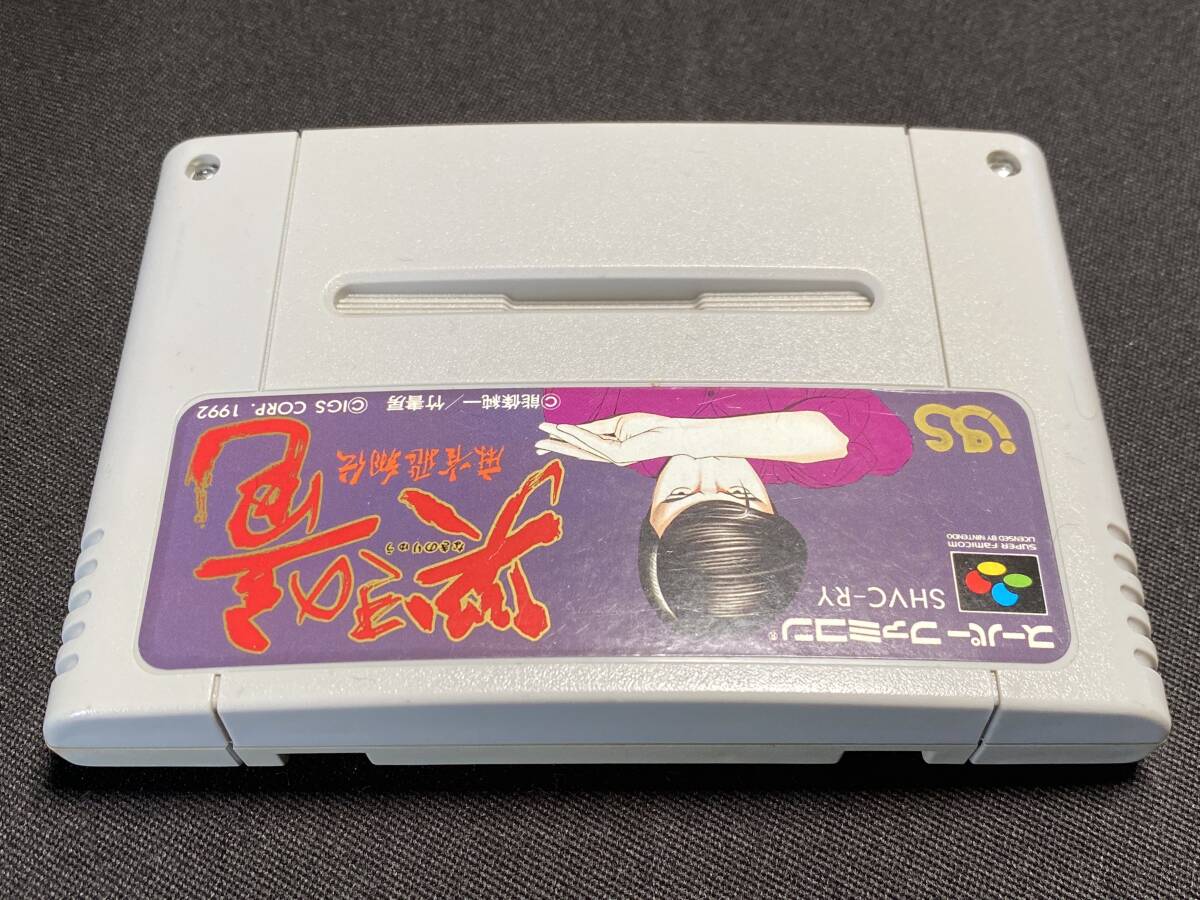 スーパーファミコン®
SHVC-RY
SUPER FAMICOM
LICENSED BY NINTENDO
igs
哭きの竜
なきのりゅう
麻雀飛翔伝
©能條純一／竹書房 ©IGS CORP. 1992